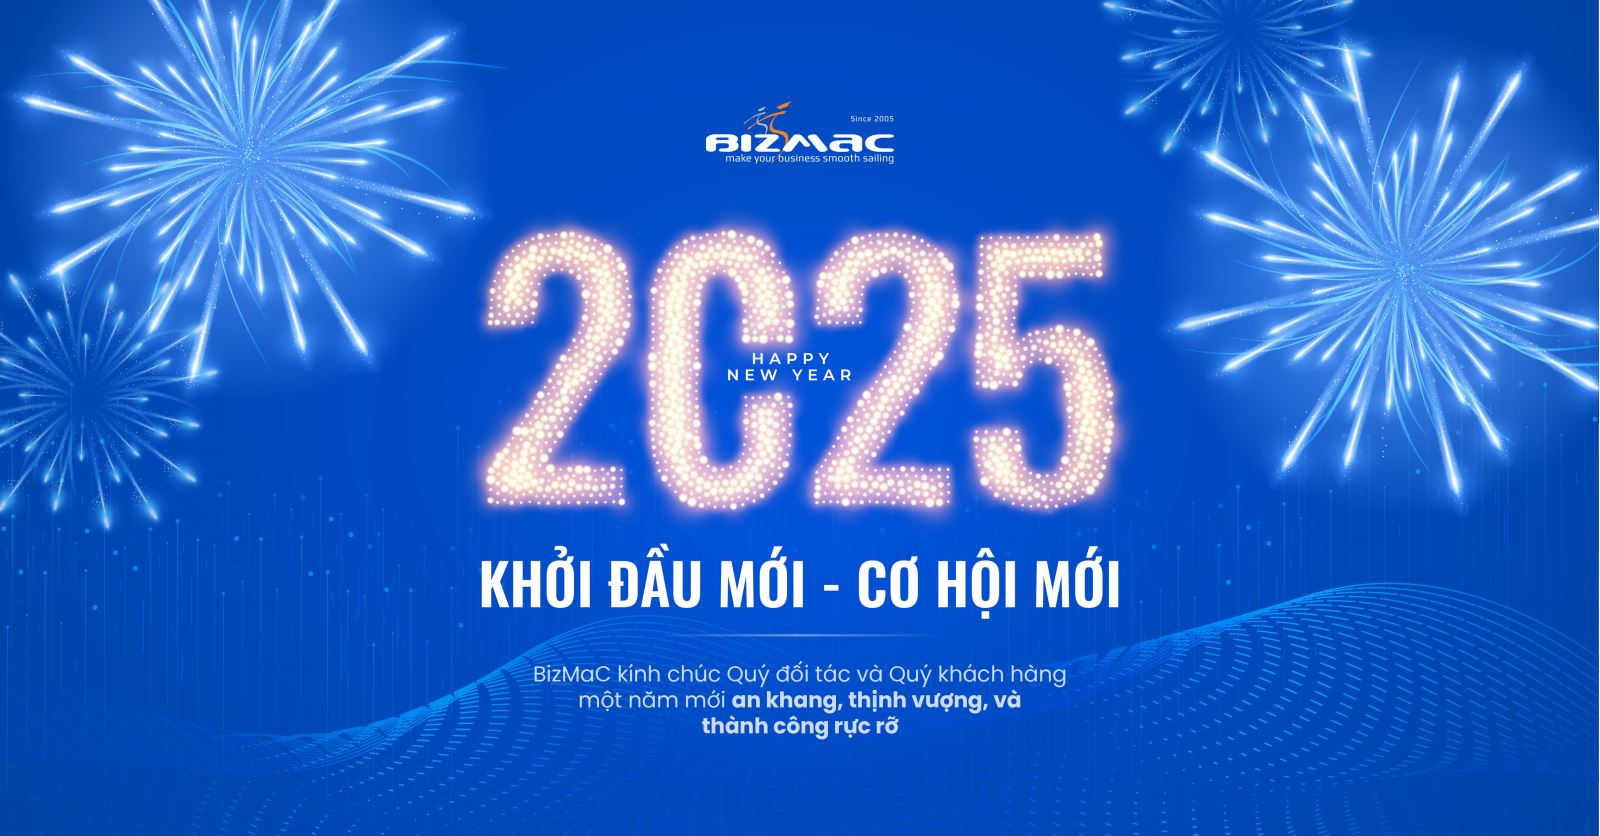 Since 2005
BIZMAC
make your business smooth sailing
2025
HAPPY
NEW YEAR
KHỞI ĐẦU MỚI - CƠ HỘI MỚI
BizMaC kính chúc Quý đối tác và Quý khách hàng
một năm mới an khang, thịnh vượng, và
thành công rực rỡ